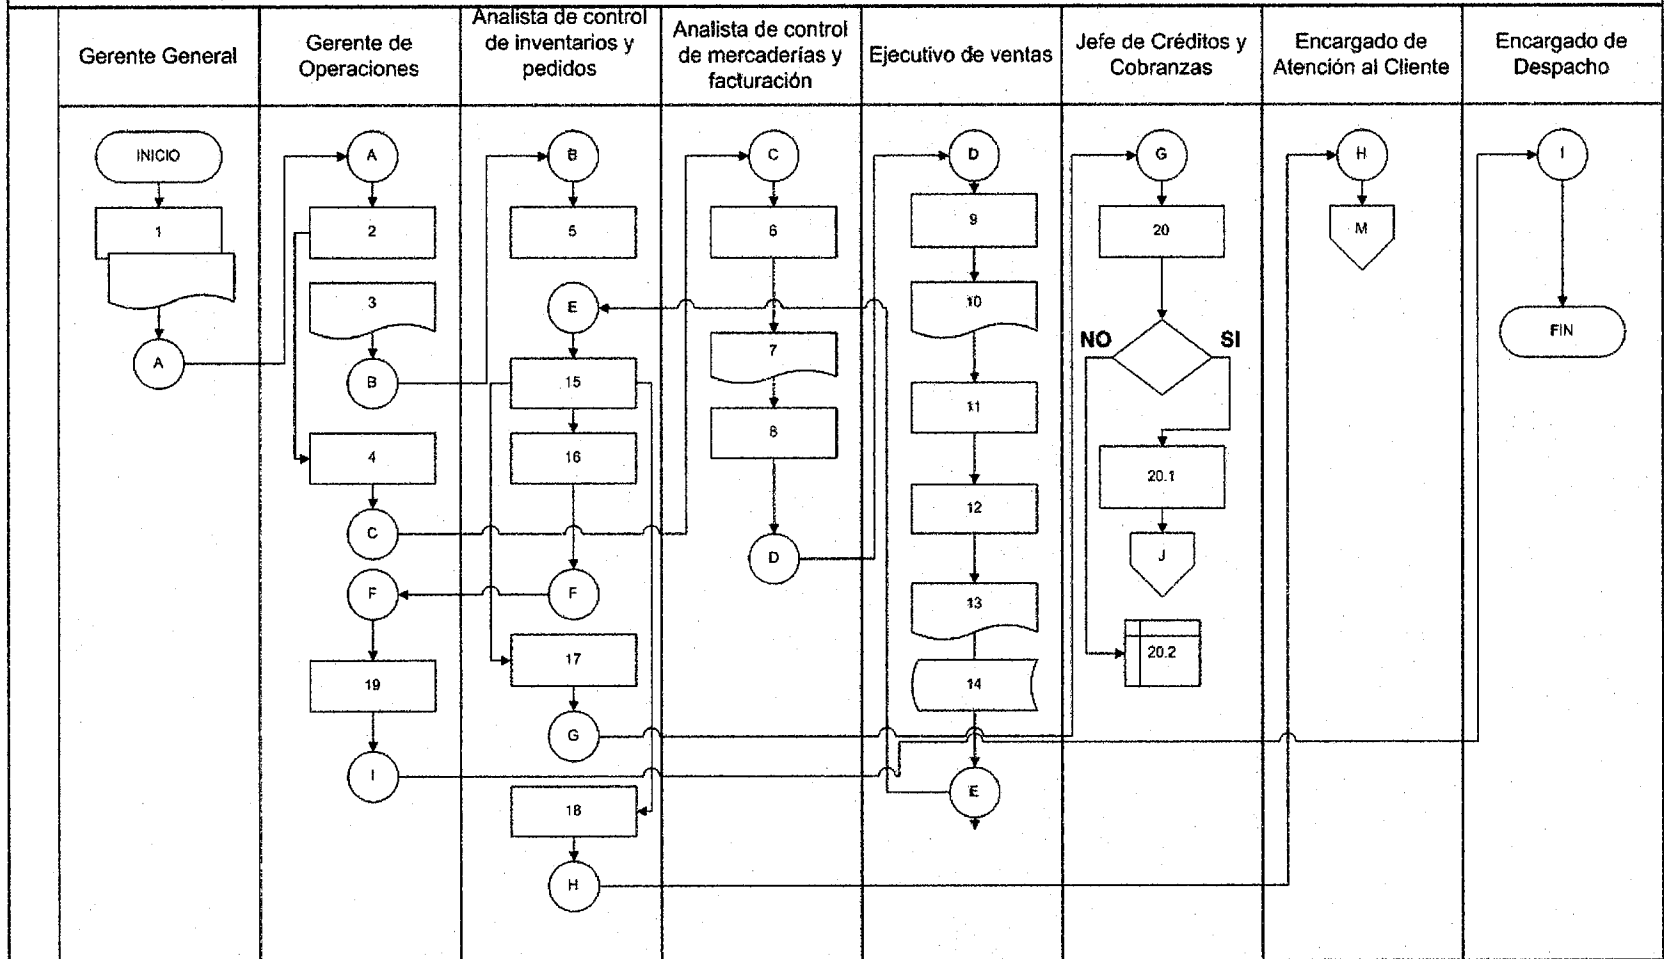 Gerente General
Gerente de
Operaciones
Analista de control
de inventarios y
pedidos
Analista de control
de mercaderías y
facturación
Ejecutivo de ventas
Jefe de Créditos y
Cobranzas
Encargado de
Atención al Cliente
Encargado de
Despacho
INICIO
1
A
A
2
3
B
4
C
F
19
I
B
5
E
15
16
F
17
G
18
H
C
6
7
8
D
D
9
10
11
12
13
14
E
G
20
NO
SI
20.1
J
20.2
H
M
I
FIN